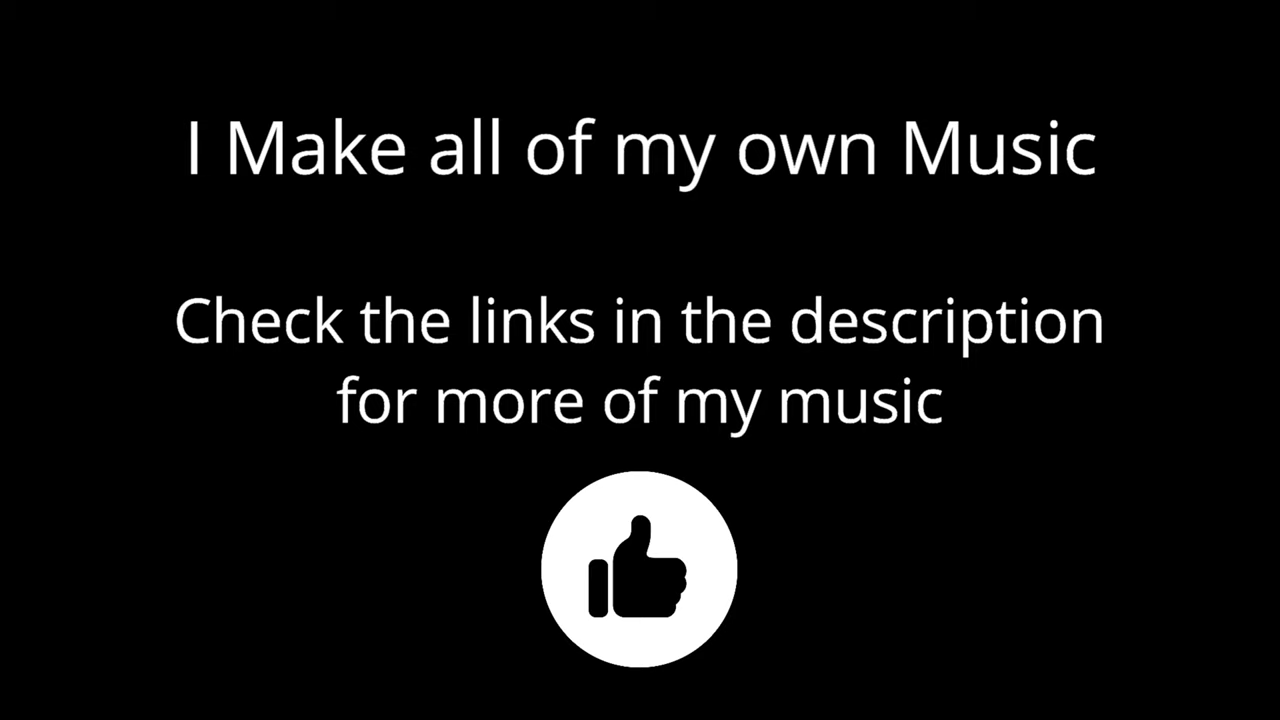 I Make all of my own Music
Check the links in the description
for more of my music